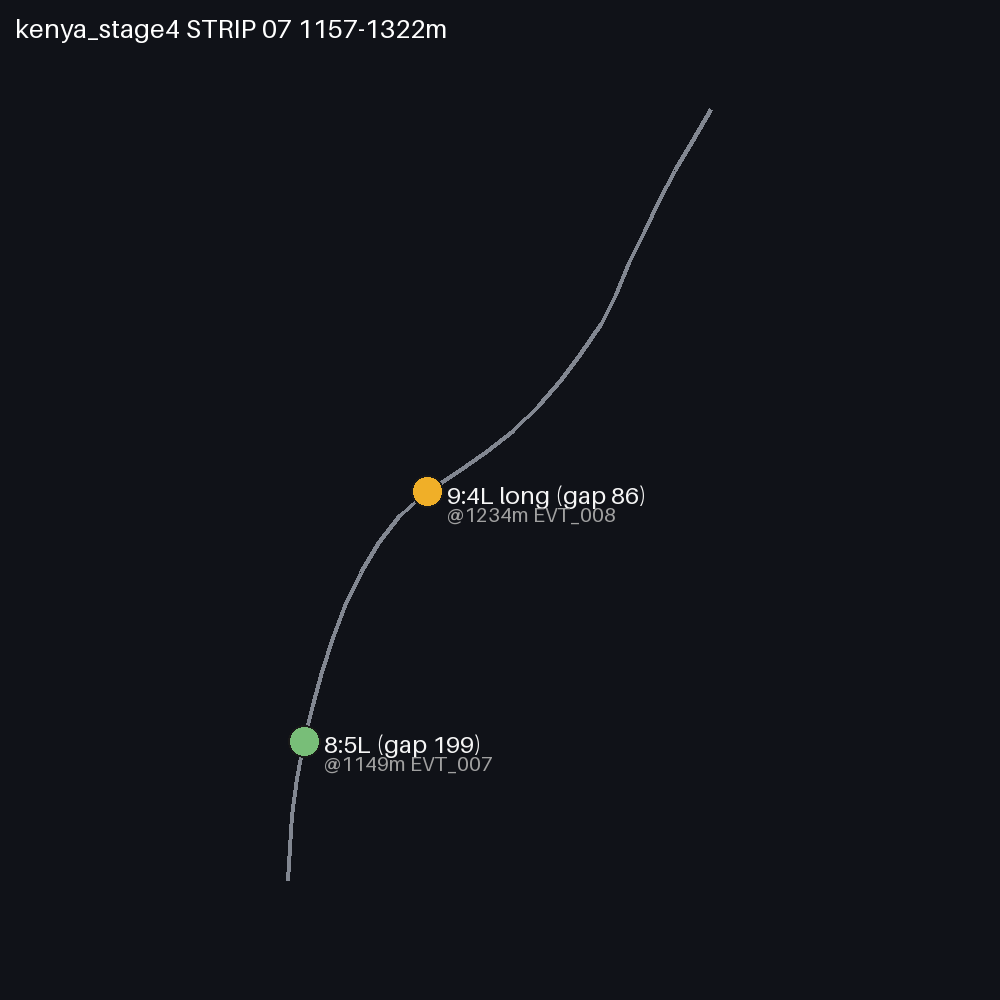 kenya_stage4 STRIP 07 1157-1322m
9:4L long (gap 86)
@1234m EVT_008
8:5L (gap 199)
@1149m EVT_007